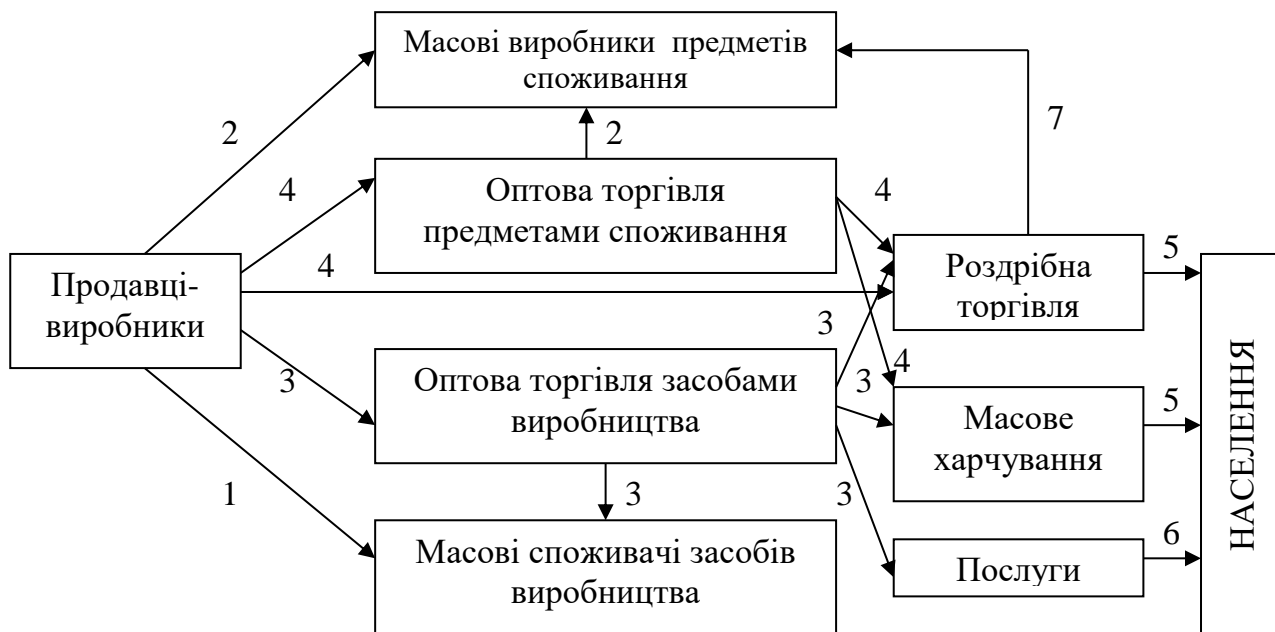 Масові виробники предметів
споживання
2
2
7
4
Оптова торгівля
предметами споживання
4
Продавці-
виробники
4
Роздрібна
торгівля
5
3
3
Оптова торгівля засобами
виробництва
3
4
Масове
харчування
5
НАСЕЛЕННЯ
1
3
3
Масові споживачі засобів
виробництва
Послуги
6